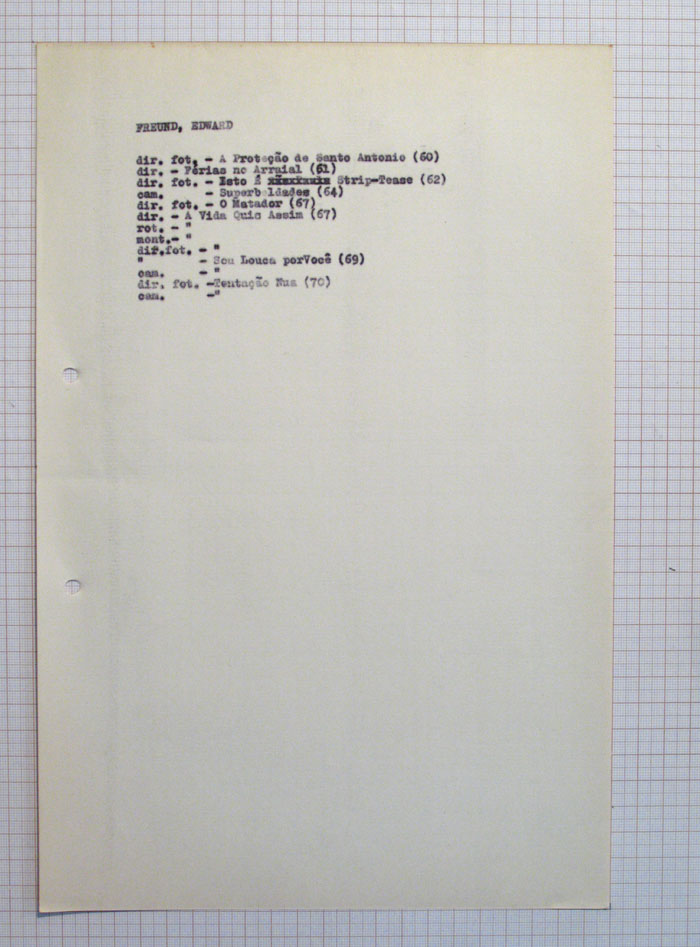 FREUND, EDWARD
dir. fot. - A Proteção de Santo Antonio (60)
dir. - Férias no Arraial (61)
dir. fot. - Isto É Strip-Tease (62)
cam. - Superbeldades (64)
dir. fot. - O Matador (67)
dir. - A Vida Quis Assim (67)
rot. - "
mont.- "
dir.fot. - "
" - Sou Louca porVocê (69)
cam. - "
dir. fot. -Tentação Nua (70)
cam. -"